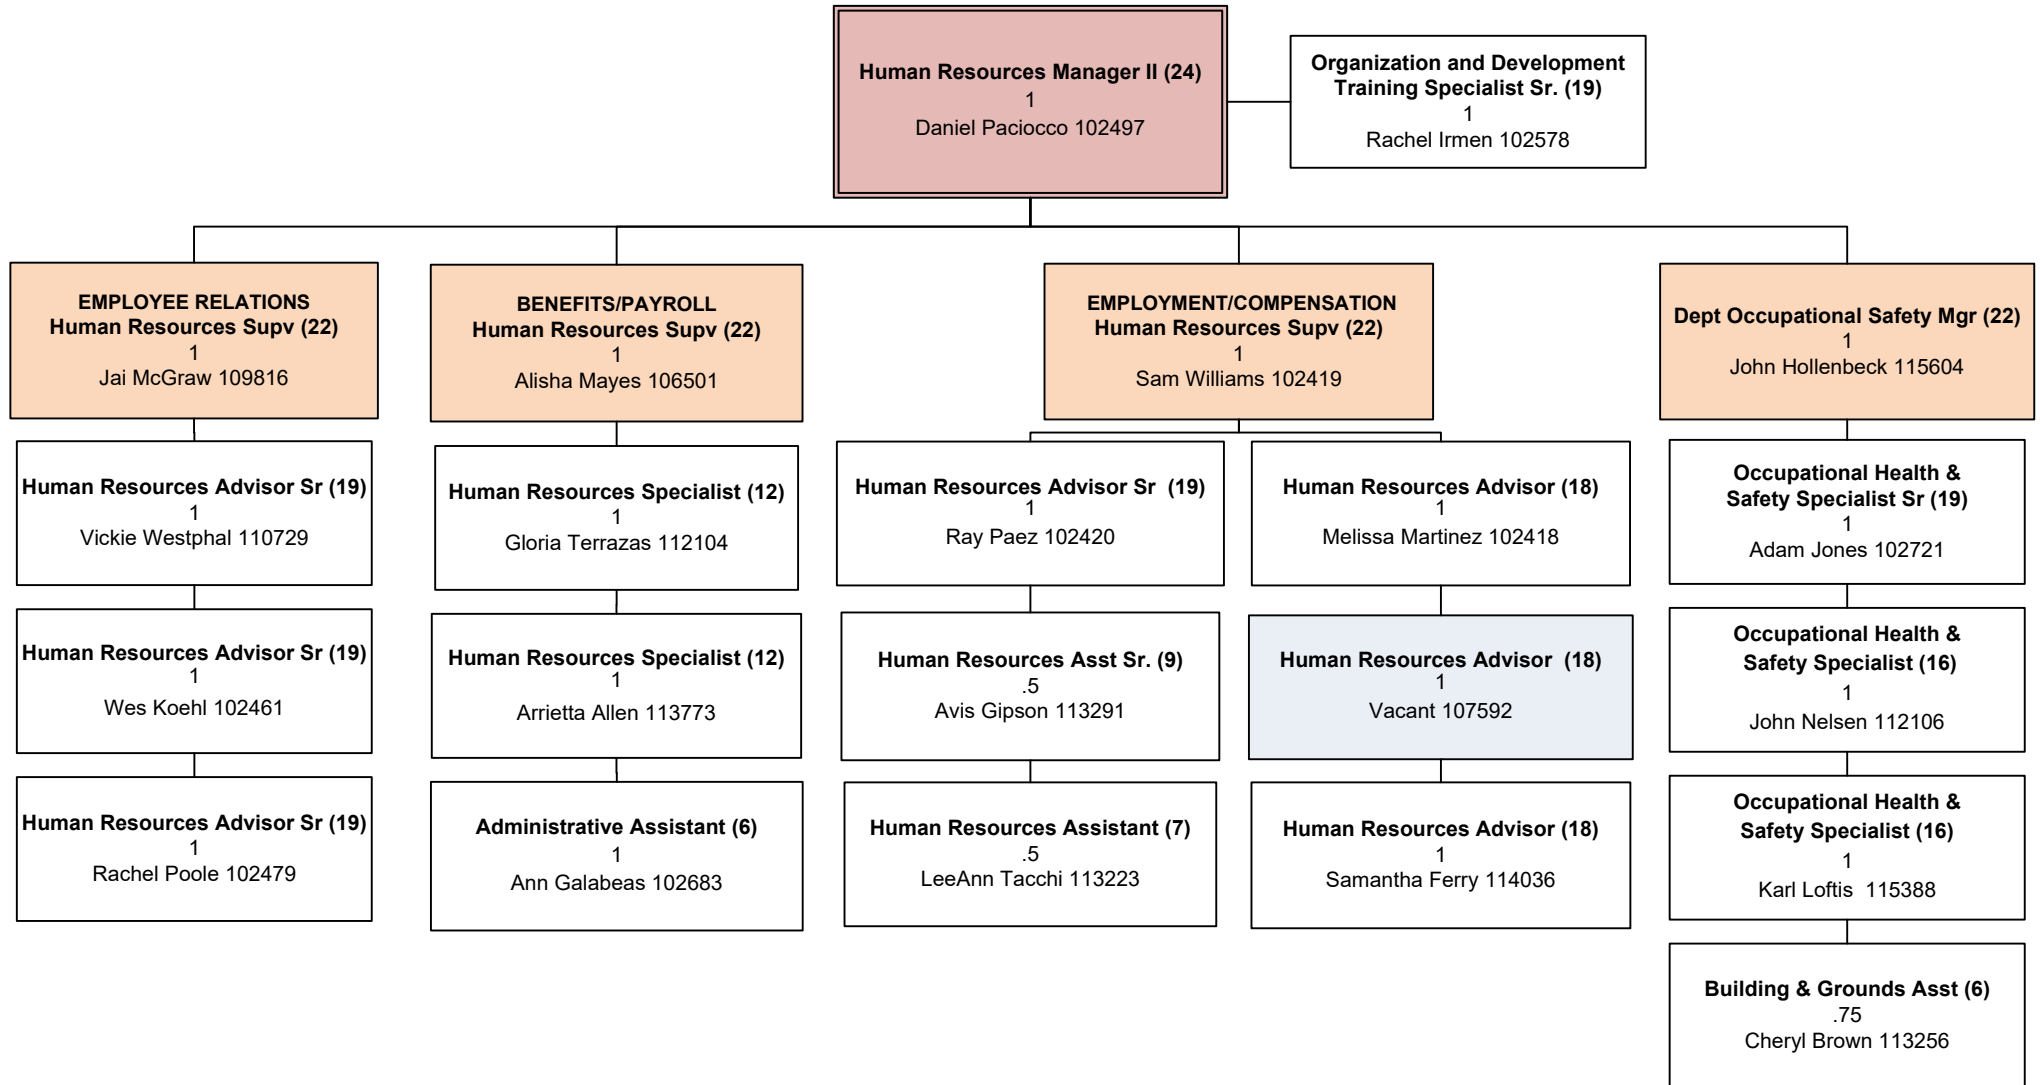 Human Resources Manager II (24)
1
Daniel Paciocco 102497
Organization and Development
Training Specialist Sr. (19)
1
Rachel Irmen 102578
EMPLOYEE RELATIONS
Human Resources Supv (22)
1
Jai McGraw 109816
Human Resources Advisor Sr (19)
1
Vickie Westphal 110729
Human Resources Advisor Sr (19)
1
Wes Koehl 102461
Human Resources Advisor Sr (19)
1
Rachel Poole 102479
BENEFITS/PAYROLL
Human Resources Supv (22)
1
Alisha Mayes 106501
Human Resources Specialist (12)
1
Gloria Terrazas 112104
Human Resources Specialist (12)
1
Arrietta Allen 113773
Administrative Assistant (6)
1
Ann Galabeas 102683
EMPLOYMENT/COMPENSATION
Human Resources Supv (22)
1
Sam Williams 102419
Human Resources Advisor Sr  (19)
1
Ray Paez 102420
Human Resources Asst Sr. (9)
.5
Avis Gipson 113291
Human Resources Assistant (7)
.5
LeeAnn Tacchi 113223
Human Resources Advisor (18)
1
Melissa Martinez 102418
Human Resources Advisor  (18)
1
Vacant 107592
Human Resources Advisor (18)
1
Samantha Ferry 114036
Dept Occupational Safety Mgr (22)
1
John Hollenbeck 115604
Occupational Health &
Safety Specialist Sr (19)
1
Adam Jones 102721
Occupational Health &
Safety Specialist (16)
1
John Nelsen 112106
Occupational Health &
Safety Specialist (16)
1
Karl Loftis  115388
Building & Grounds Asst (6)
.75
Cheryl Brown 113256